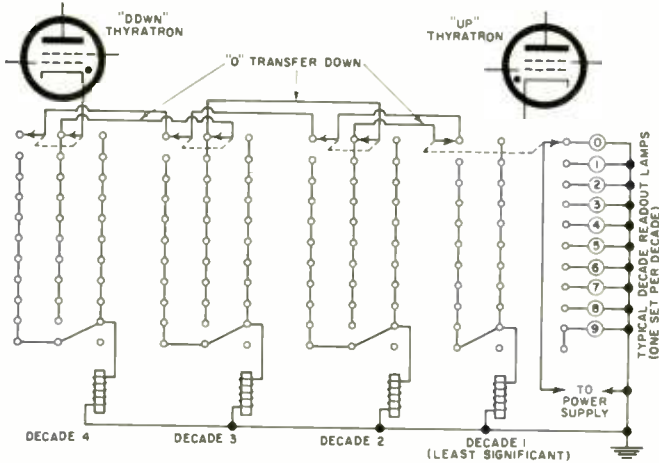 "DOWN"
THYRATRON
"UP"
THYRATRON
"O" TRANSFER DOWN
0
1
2
3
4
5
6
7
8
9
TYPICAL DECADE READOUT LAMPS
(ONE SET PER DECADE)
TO
POWER
SUPPLY
DECADE 4
DECADE 3
DECADE 2
DECADE 1
(LEAST SIGNIFICANT)